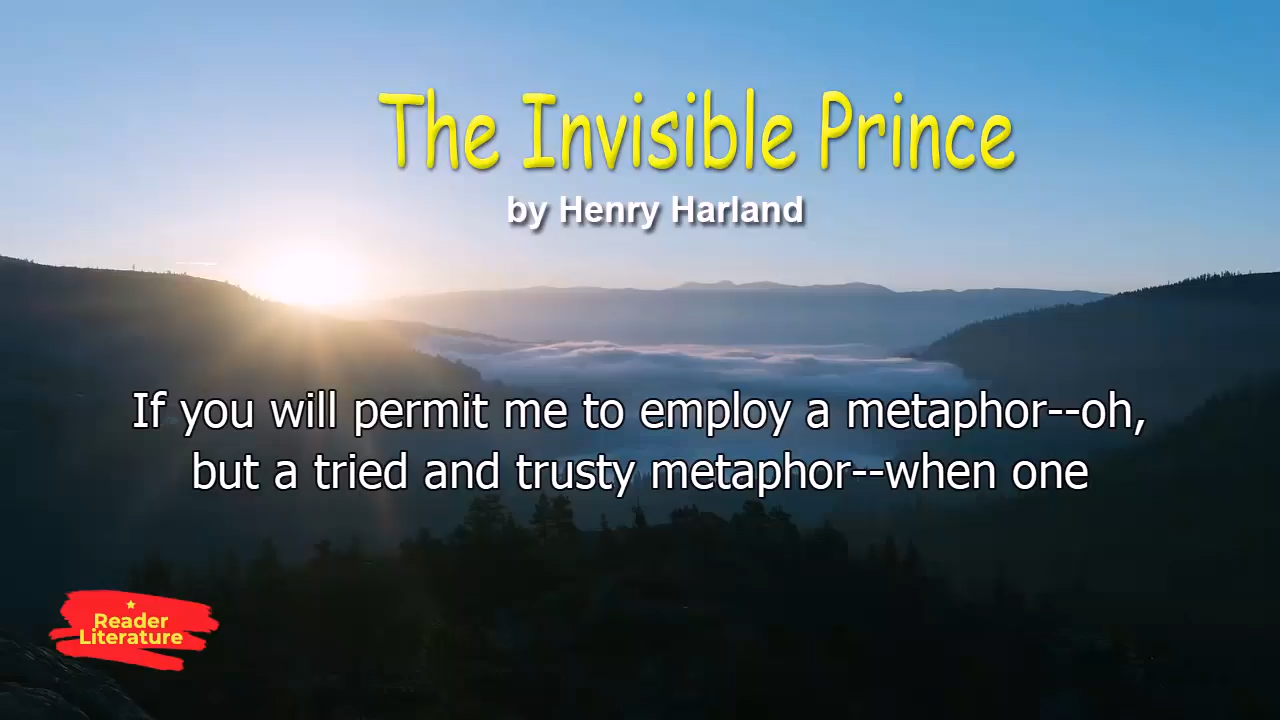 The Invisible Prince
by Henry Harland
If you will permit me to employ a metaphor--oh,
but a tried and trusty metaphor--when one
Reader
Literature